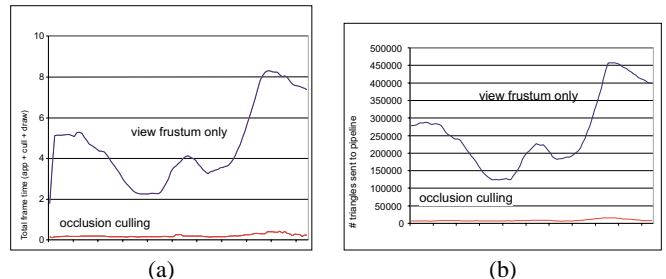 10
8
6
4
2
0
Total frame time (app + cull + draw)
view frustum only
occlusion culling
(a)
500000
450000
400000
350000
300000
250000
200000
150000
100000
50000
0
# triangles sent to pipeline
view frustum only
occlusion culling
(b)